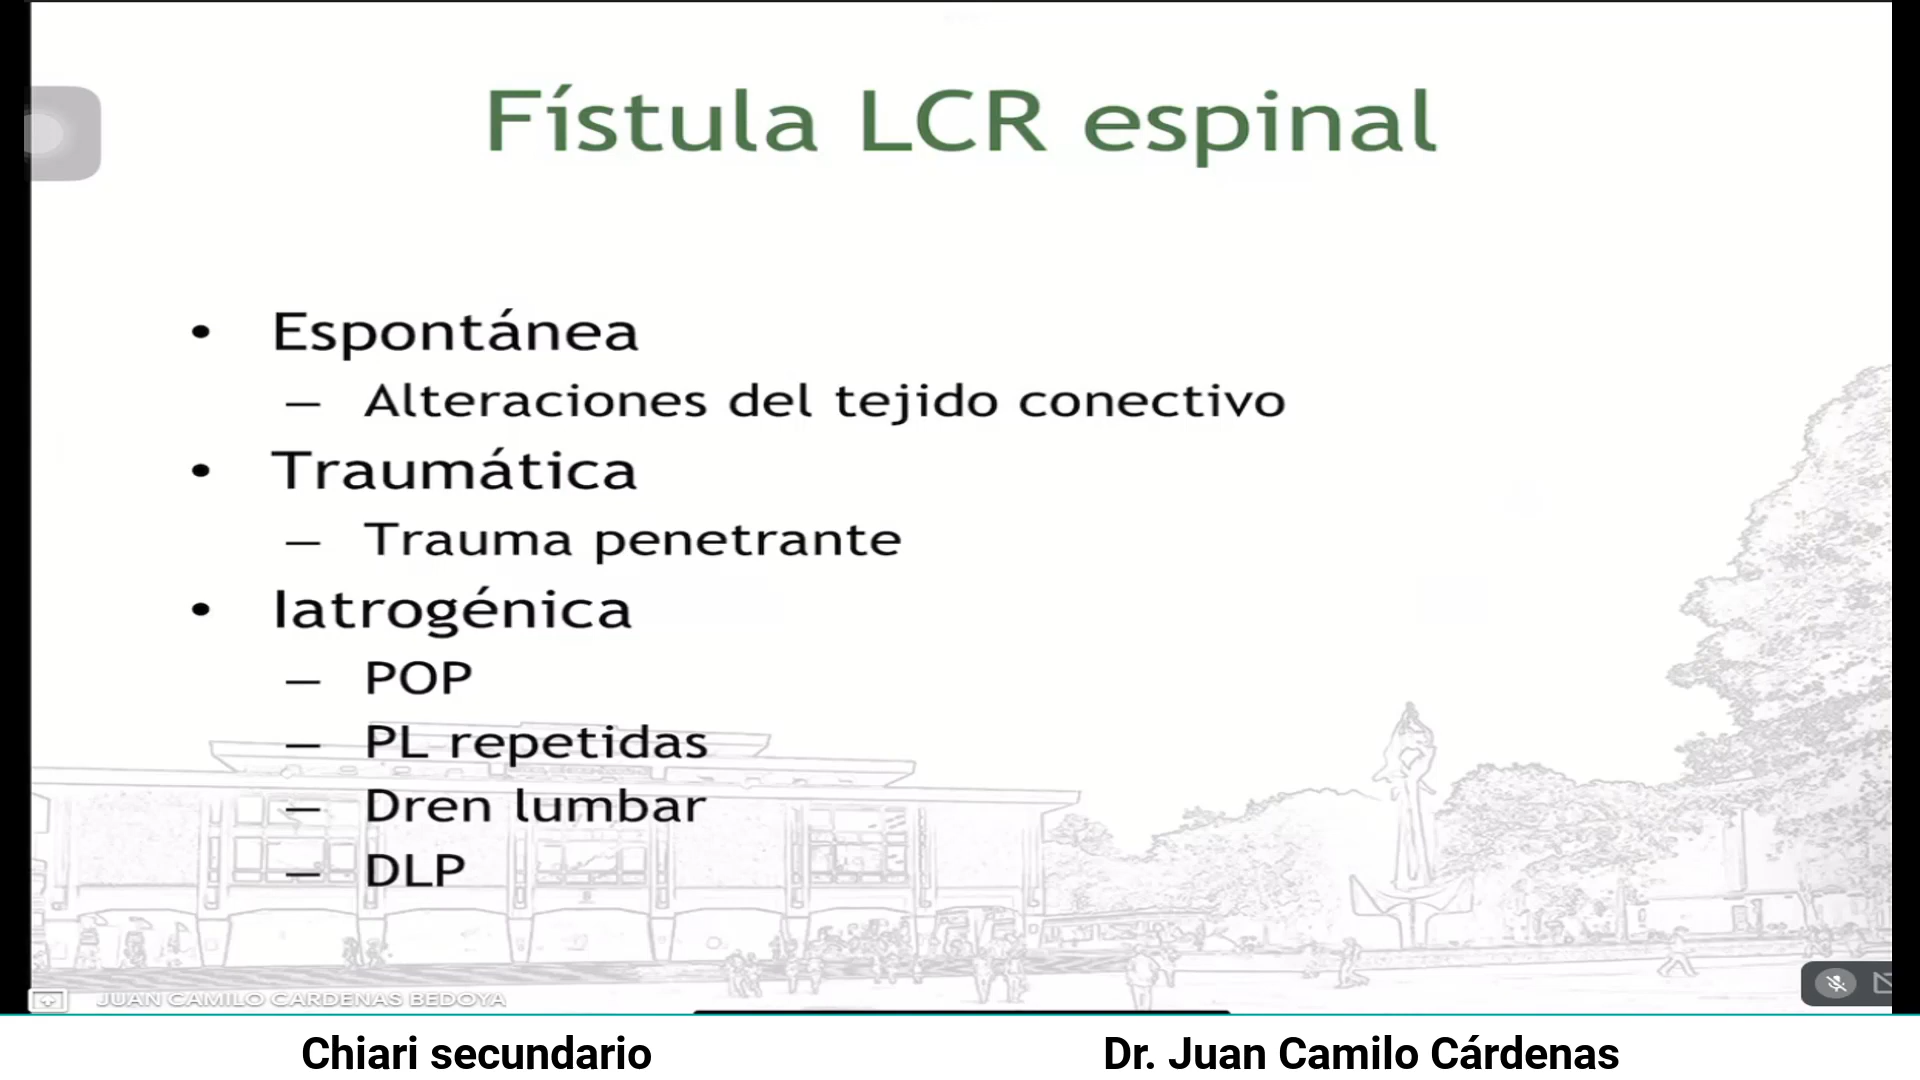 Fístula LCR espinal
• Espontánea
– Alteraciones del tejido conectivo
• Traumática
– Trauma penetrante
• Iatrogénica
– POP
– PL repetidas
– Dren lumbar
– DLP
JUAN CAMILO CARDENAS BEDOYA
Chiari secundario
Dr. Juan Camilo Cárdenas